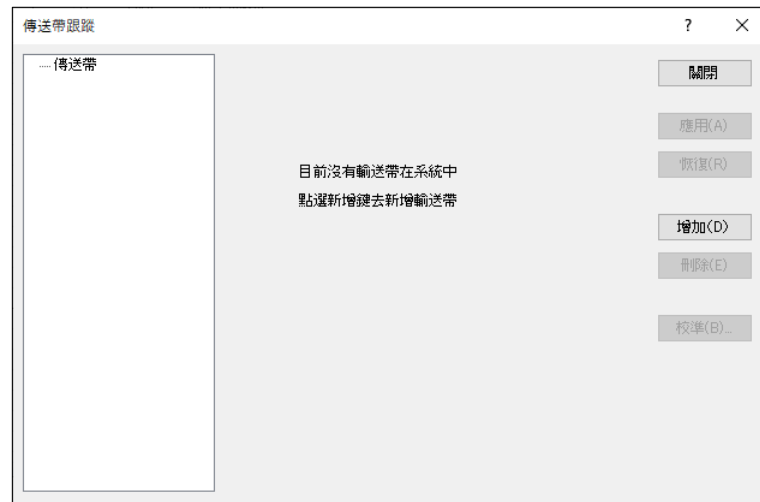 傳送帶跟蹤
?
傳送帶
關閉
應用(A)
目前沒有輸送帶在系統中
恢復(R)
點選新增鍵去新增輸送帶
增加(D)
刪除(E)
校準(B)...